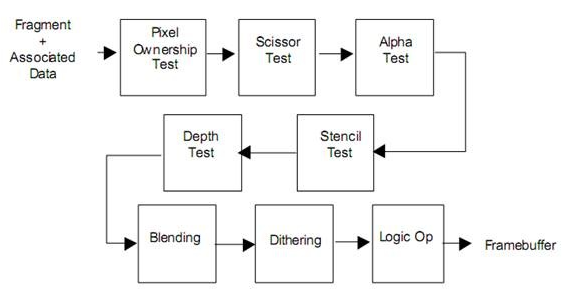 Fragment
+
Associated
Data
Pixel
Ownership
Test
Scissor
Test
Alpha
Test
Stencil
Test
Depth
Test
Blending
Dithering
Logic Op
Framebuffer